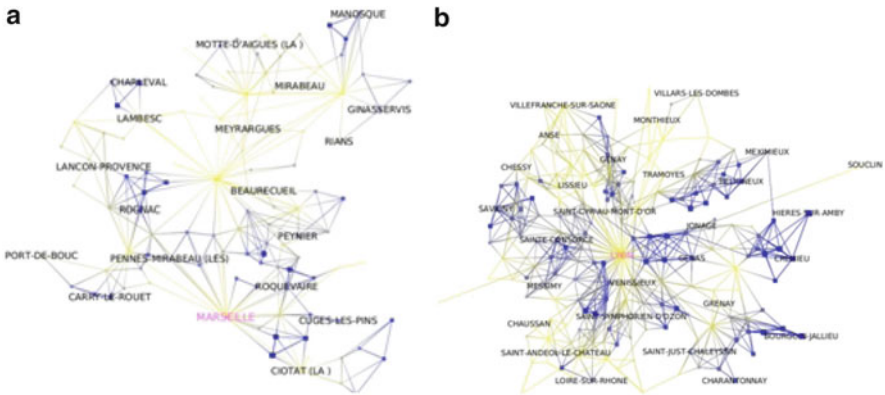 a
MANOSQUE
MOTTE-D'AIGUES (LA )
CHARLEVAL
MIRABEAU
GINASSERVIS
LAMBESC
MEYRARGUES
RIANS
LANCON-PROVENCE
BEAURECUEIL
ROGNAC
PEYNIER
PORT-DE-BOUC
PENNES-MIRABEAU (LES)
ROQUEVAIRE
CARRY-LE-ROUET
MARSEILLE
CUGES-LES-PINS
CIOTAT (LA )
b
VILLARS-LES-DOMBES
VILLEFRANCHE-SUR-SAONE
MONTHIEUX
ANSE
MEXIMIEUX
GENAY
CHESSY
SOUCLIN
TRAMOYES
LISSIEU
SAVIGNY
SAINT-CYR-AU-MONT-D'OR
HIERES-SUR-AMBY
JONAGE
SAINTE-CONSORCE
LYON
GENAS
CREMIEU
MESSIMY
VENISSIEUX
GRENAY
SAINT-SYMPHORIEN-D'OZON
CHAUSSAN
BOURGOIN-JALLIEU
SAINT-ANDEOL-LE-CHATEAU
SAINT-JUST-CHALEYSSIN
LOIRE-SUR-RHONE
CHARANTONNAY